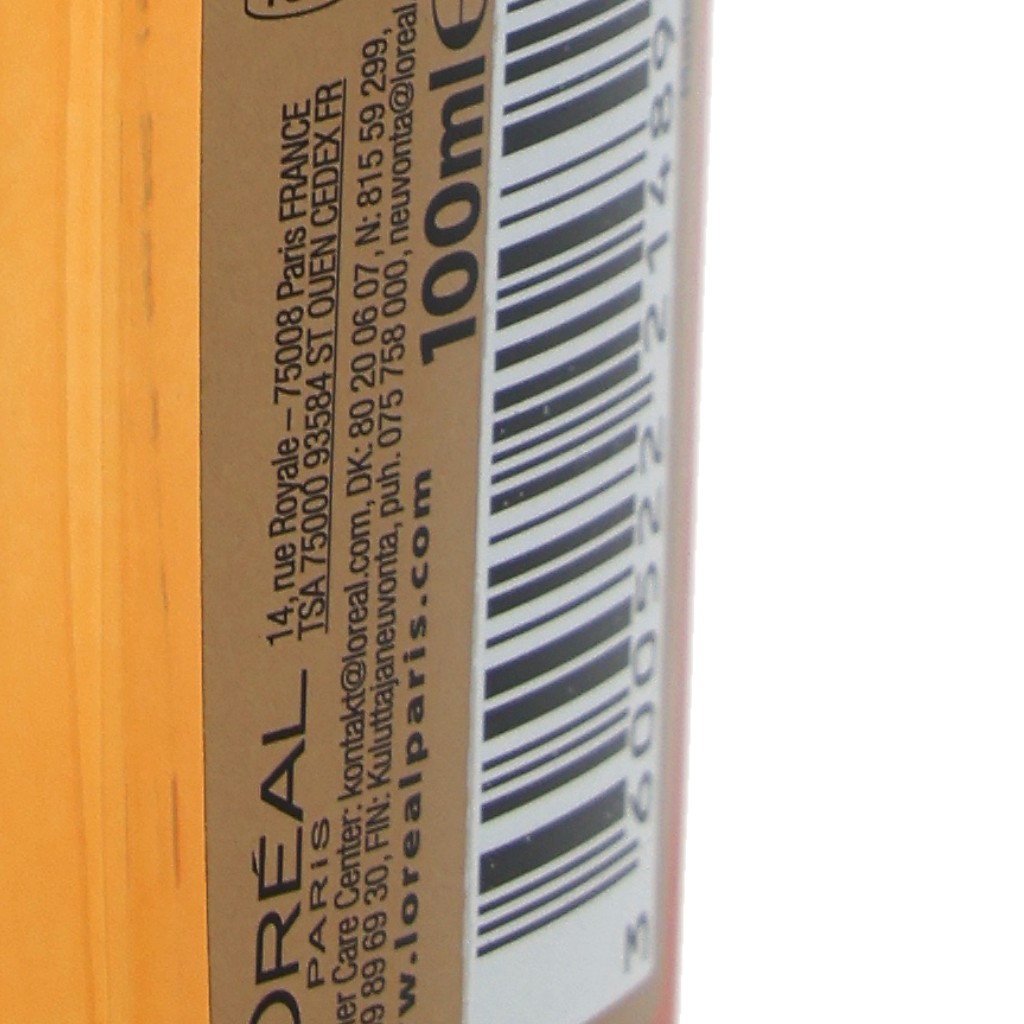 ORÉAL
PARIS
14, rue Royale – 75008 Paris FRANCE
TSA 75000 93584 ST OUEN CEDEX FR
er Care Center: kontakt@loreal.com, DK: 80 20 06 07, N: 815 59 299,
9 89 69 30, FIN: Kuluttajaneuvonta, puh. 075 758 000, neuvonta@loreal
w.lorealparis.com
100ml e
3 600522 21489